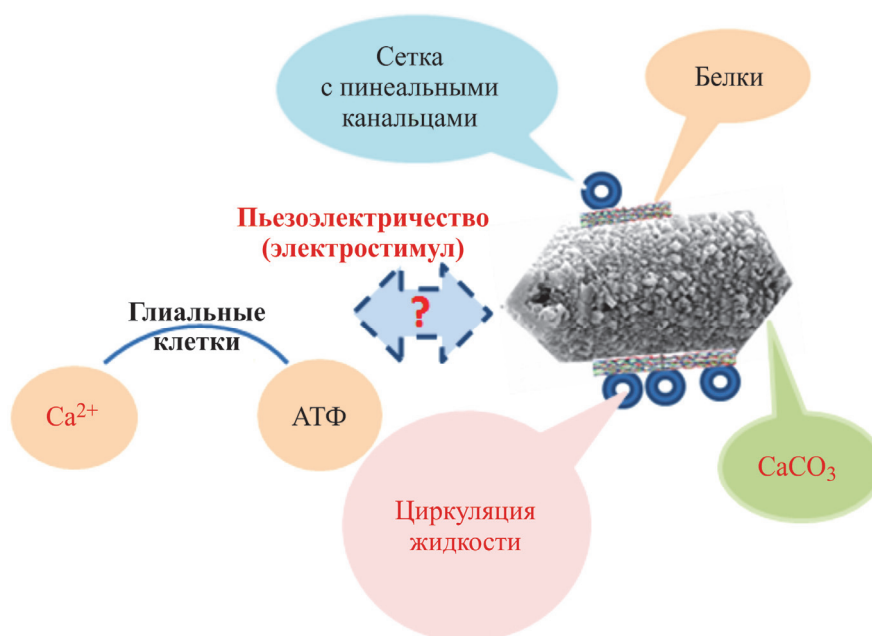 Сетка
с пинеальными
канальцами
Белки
Пьезоэлектричество
(электростимул)
?
Глиальные
клетки
Ca²⁺
АТФ
CaCO₃
Циркуляция
жидкости